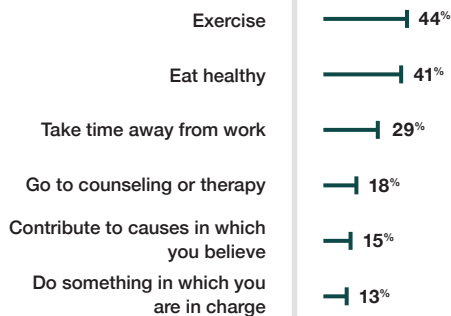 Exercise 44%
Eat healthy 41%
Take time away from work 29%
Go to counseling or therapy 18%
Contribute to causes in which
you believe 15%
Do something in which you
are in charge 13%